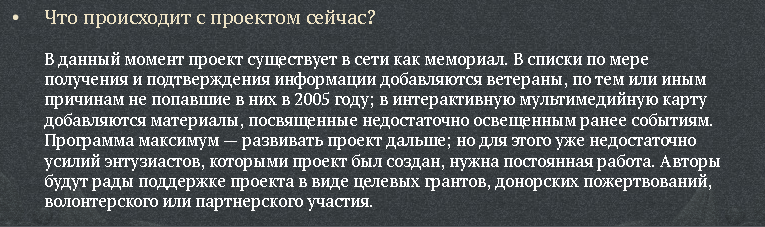 • Что происходит с проектом сейчас?
В данный момент проект существует в сети как мемориал. В списки по мере
получения и подтверждения информации добавляются ветераны, по тем или иным
причинам не попавшие в них в 2005 году; в интерактивную мультимедийную карту
добавляются материалы, посвященные недостаточно освещенным ранее событиям.
Программа максимум — развивать проект дальше; но для этого уже недостаточно
усилий энтузиастов, которыми проект был создан, нужна постоянная работа. Авторы
будут рады поддержке проекта в виде целевых грантов, донорских пожертвований,
волонтерского или партнерского участия.